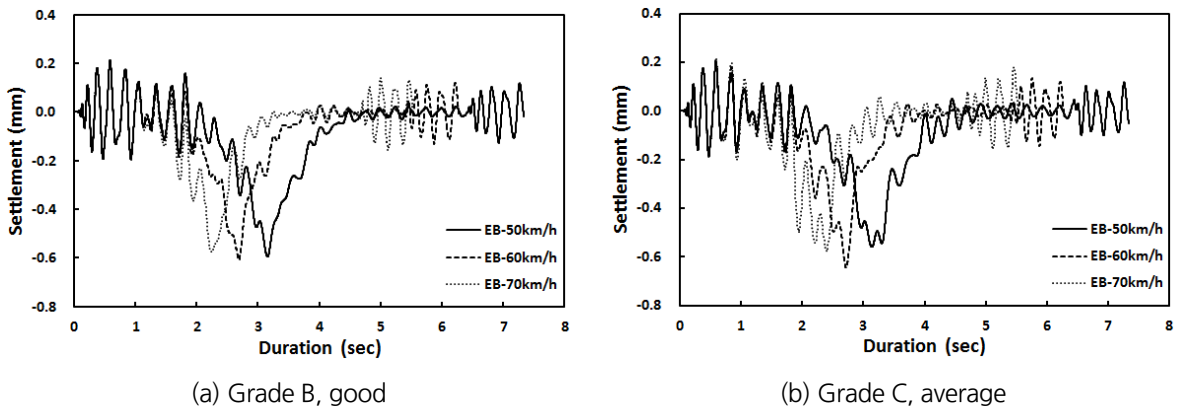 0.4
0.2
0.0
-0.2
-0.4
-0.6
-0.8
Settlement (mm)
EB-50km/h
EB-60km/h
EB-70km/h
0 1 2 3 4 5 6 7 8
Duration (sec)
(a) Grade B, good
0.4
0.2
0.0
-0.2
-0.4
-0.6
-0.8
Settlement (mm)
EB-50km/h
EB-60km/h
EB-70km/h
0 1 2 3 4 5 6 7 8
Duration (sec)
(b) Grade C, average